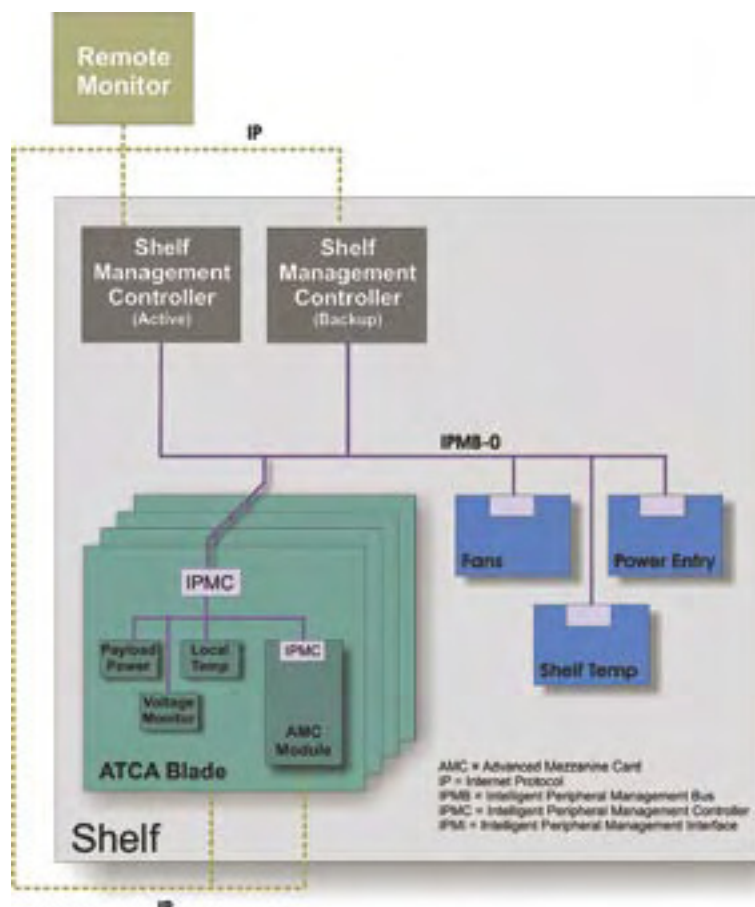 Remote
Monitor
IP
Shelf
Management
Controller
(Active)
Shelf
Management
Controller
(Backup)
IPMB-0
IPMC
Payload
Power
Local
Temp
Voltage
Monitor
IPMC
AMC
Module
ATCA Blade
Fans
Power Entry
Shelf Temp
AMC = Advanced Mezzanine Card
IP = Internet Protocol
IPMB = Intelligent Peripheral Management Bus
IPMC = Intelligent Peripheral Management Controller
IPMI = Intelligent Peripheral Management Interface
Shelf
IP